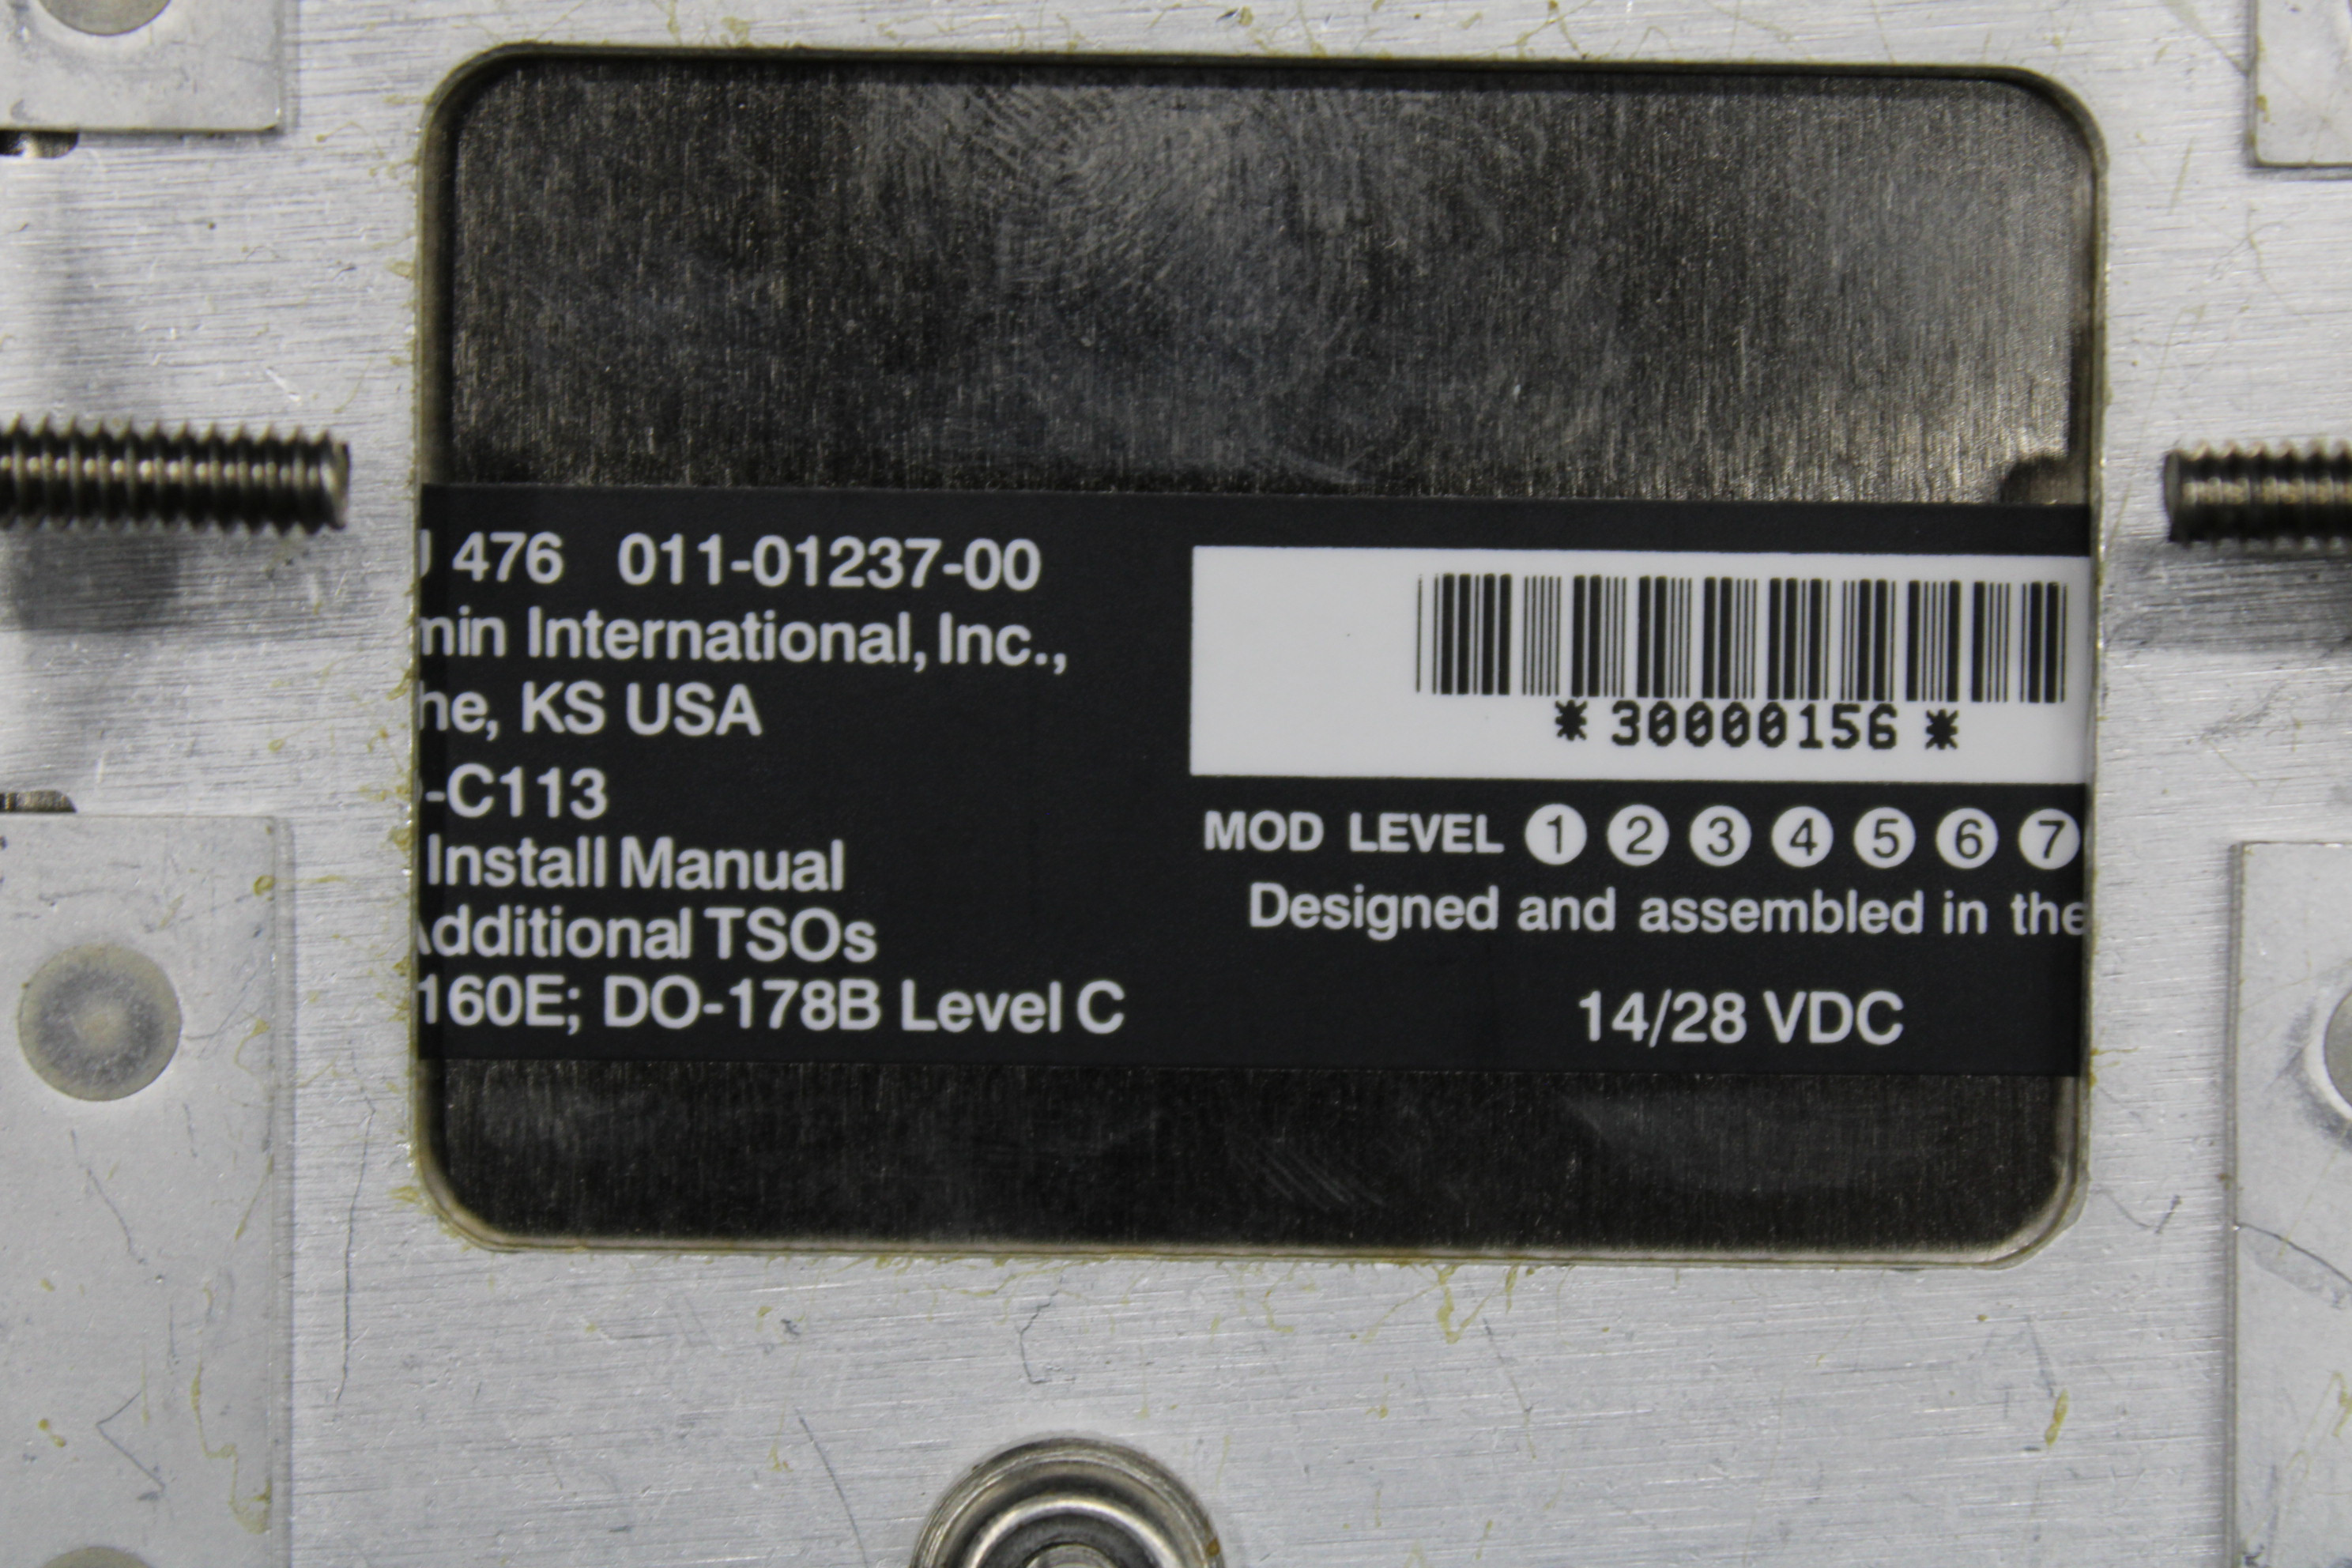 476 011-01237-00
min International, Inc.,
he, KS USA
-C113
Install Manual
Additional TSOs
160E; DO-178B Level C
*30000156*
MOD LEVEL 1 2 3 4 5 6 7
Designed and assembled in the
14/28 VDC